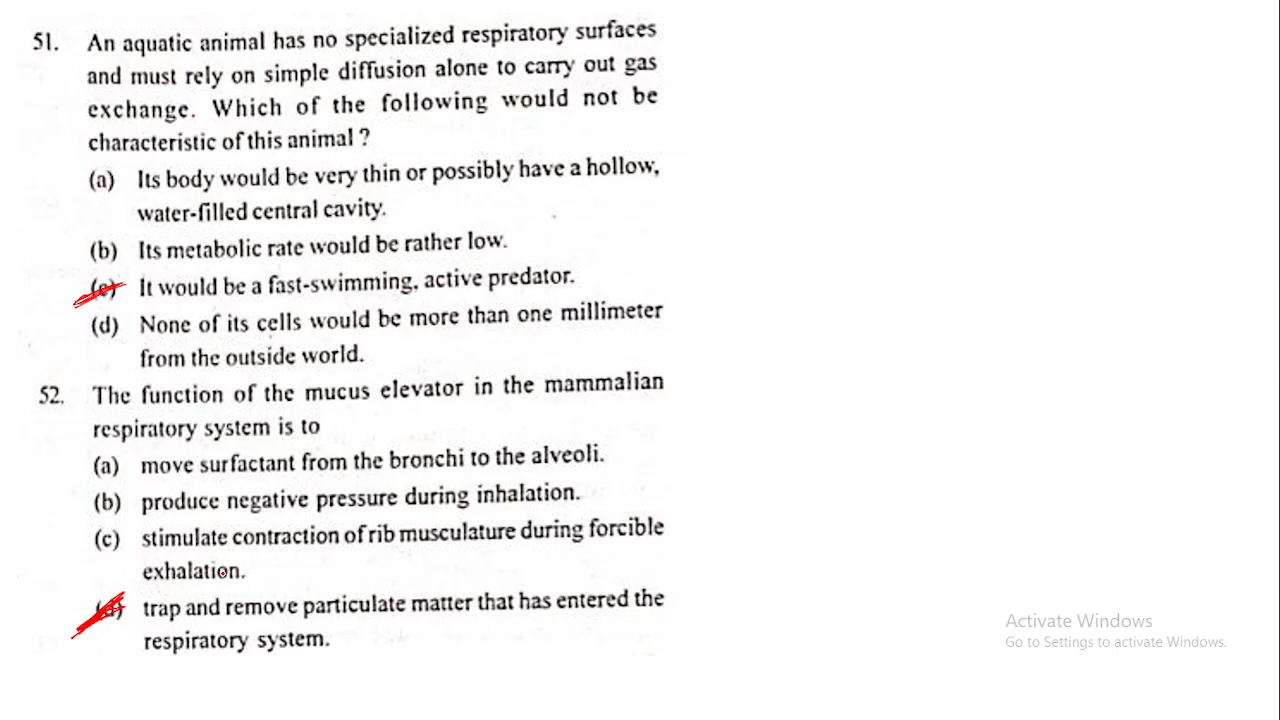 51. An aquatic animal has no specialized respiratory surfaces
and must rely on simple diffusion alone to carry out gas
exchange. Which of the following would not be
characteristic of this animal ?
(a) Its body would be very thin or possibly have a hollow,
water-filled central cavity.
(b) Its metabolic rate would be rather low.
(c) It would be a fast-swimming, active predator.
(d) None of its cells would be more than one millimeter
from the outside world.
52. The function of the mucus elevator in the mammalian
respiratory system is to
(a) move surfactant from the bronchi to the alveoli.
(b) produce negative pressure during inhalation.
(c) stimulate contraction of rib musculature during forcible
exhalation.
(d) trap and remove particulate matter that has entered the
respiratory system.
Activate Windows
Go to Settings to activate Windows.